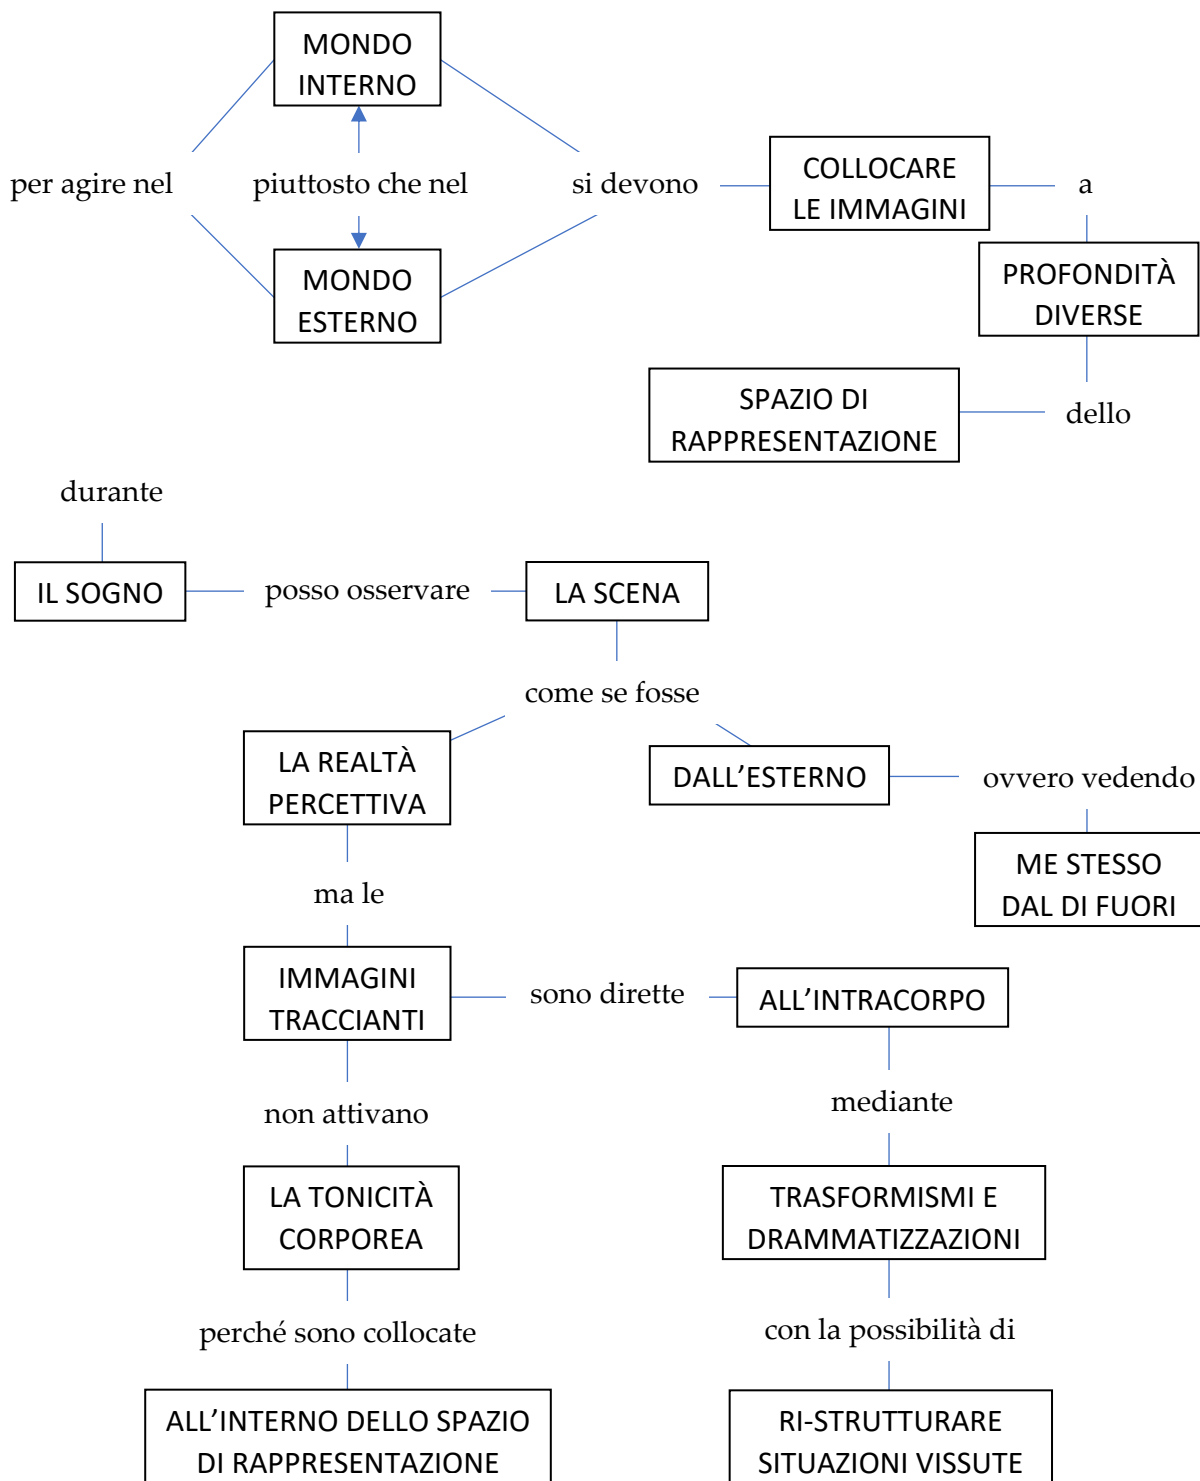 MONDO
INTERNO
per agire nel
piuttosto che nel
si devono
COLLOCARE
LE IMMAGINI
a
MONDO
ESTERNO
PROFONDITÀ
DIVERSE
SPAZIO DI
RAPPRESENTAZIONE
dello
durante
IL SOGNO
posso osservare
LA SCENA
come se fosse
LA REALTÀ
PERCETTIVA
DALL'ESTERNO
ovvero vedendo
ME STESSO
DAL DI FUORI
ma le
IMMAGINI
TRACCIANTI
sono dirette
ALL'INTRACORPO
non attivano
mediante
LA TONICITÀ
CORPOREA
TRASFORMISMI E
DRAMMATIZZAZIONI
perché sono collocate
con la possibilità di
ALL'INTERNO DELLO SPAZIO
DI RAPPRESENTAZIONE
RI-STRUTTURARE
SITUAZIONI VISSUTE